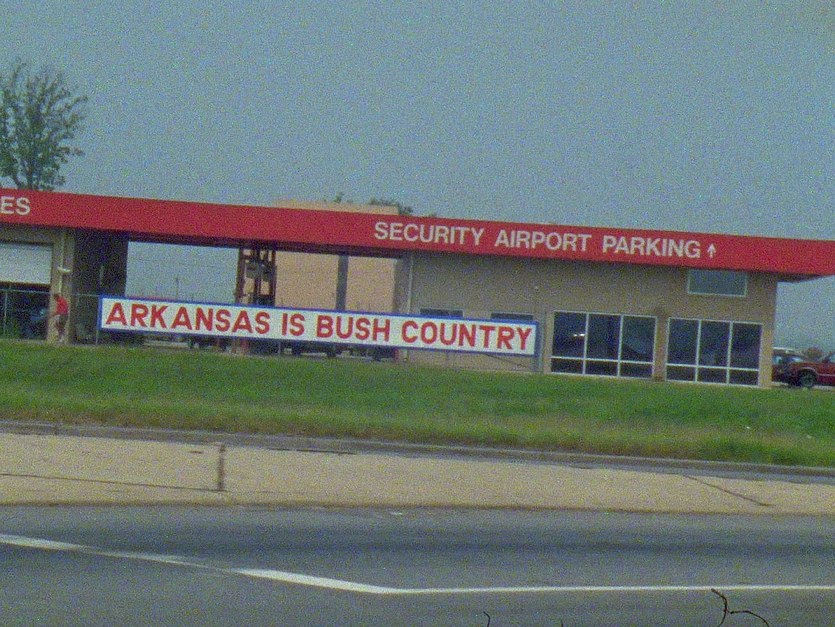 ES
SECURITY AIRPORT PARKING ↑
ARKANSAS IS BUSH COUNTRY